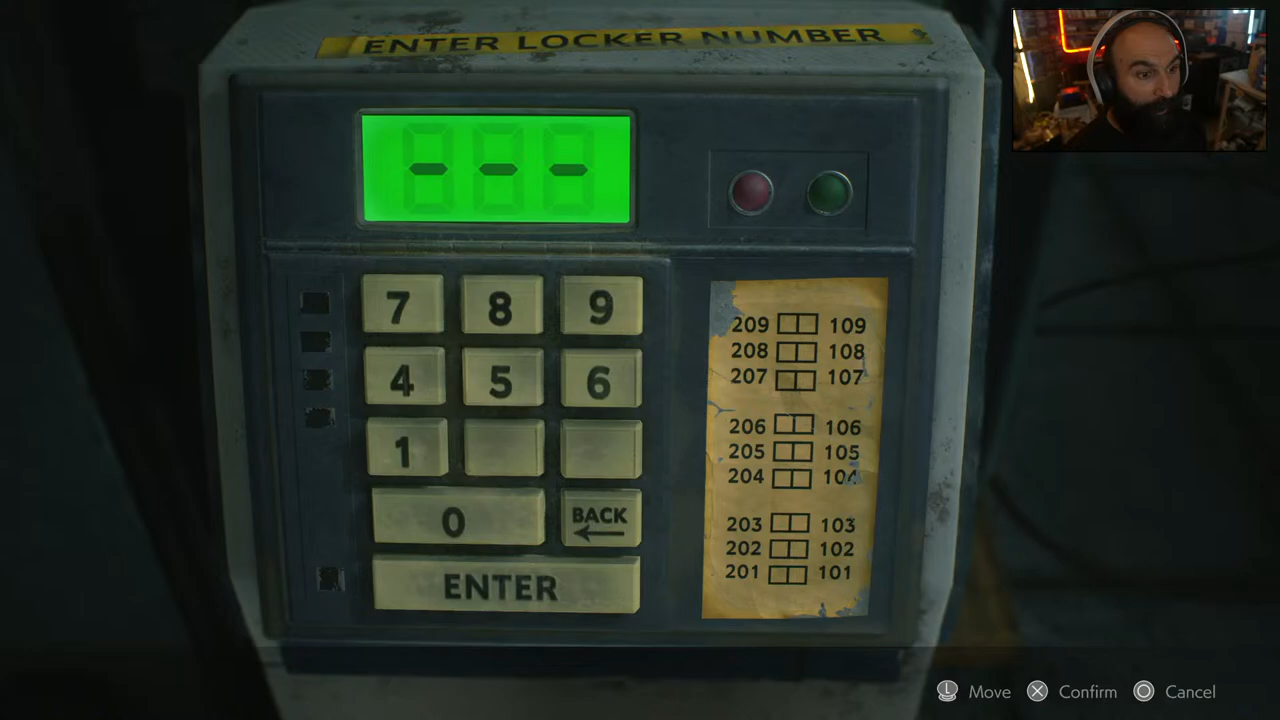 ENTER LOCKER NUMBER
- - -
7 8 9
4 5 6
1
0 BACK
ENTER
209 109
208 108
207 107
206 106
205 105
204 104
203 103
202 102
201 101
L Move Confirm Cancel